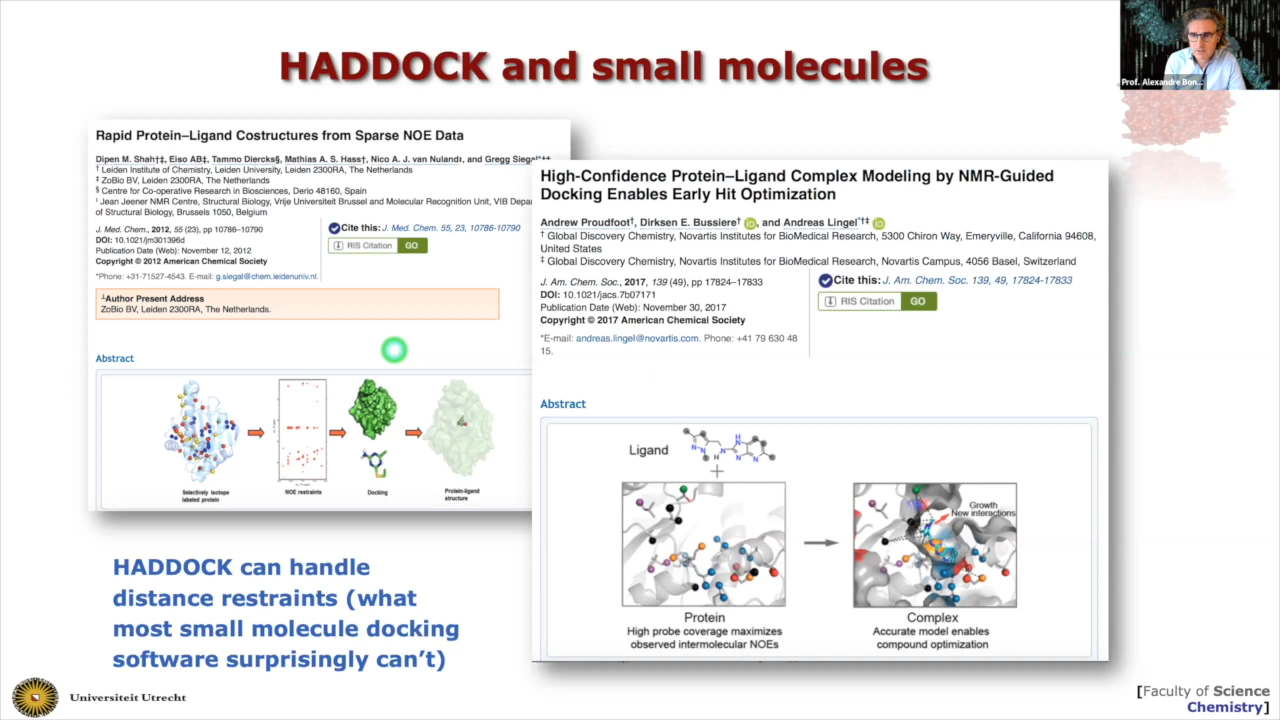 HADDOCK and small molecules
Prof. Alexandre Bon...
Rapid Protein–Ligand Costructures from Sparse NOE Data
Dipen M. Shah†‡, Eiso AB‡, Tammo Diercks§, Mathias A. S. Hass†, Nico A. J. van Nuland¹, and Gregg Siegal*†‡
† Leiden Institute of Chemistry, Leiden University, Leiden 2300RA, The Netherlands
‡ ZoBio BV, Leiden 2300RA, The Netherlands
§ Centre for Co-operative Research in Biosciences, Derio 48160, Spain
ˡ Jean Jeener NMR Centre, Structural Biology, Vrije Universiteit Brussel and Molecular Recognition Unit, VIB Depar
of Structural Biology, Brussels 1050, Belgium
J. Med. Chem., 2012, 55 (23), pp 10786–10790
DOI: 10.1021/jm301396d
Publication Date (Web): November 12, 2012
Copyright © 2012 American Chemical Society
*Phone: +31-71527-4543. E-mail: g.siegal@chem.leidenuniv.nl.
Cite this: J. Med. Chem. 55, 23, 10786-10790
RIS Citation GO
⊥Author Present Address
ZoBio BV, Leiden 2300RA, The Netherlands.
Abstract
Selectively isotope
labeled protein
NOE restraints
Docking
Protein-ligand
structure
High-Confidence Protein–Ligand Complex Modeling by NMR-Guided
Docking Enables Early Hit Optimization
Andrew Proudfoot†, Dirksen E. Bussiere† iD, and Andreas Lingel*†‡ iD
† Global Discovery Chemistry, Novartis Institutes for BioMedical Research, 5300 Chiron Way, Emeryville, California 94608,
United States
‡ Global Discovery Chemistry, Novartis Institutes for BioMedical Research, Novartis Campus, 4056 Basel, Switzerland
J. Am. Chem. Soc., 2017, 139 (49), pp 17824–17833
DOI: 10.1021/jacs.7b07171
Publication Date (Web): November 30, 2017
Copyright © 2017 American Chemical Society
*E-mail: andreas.lingel@novartis.com. Phone: +41 79 630 48
15.
Cite this: J. Am. Chem. Soc. 139, 49, 17824-17833
RIS Citation GO
Abstract
Ligand
+
Growth
New interactions
Protein
High probe coverage maximizes
observed intermolecular NOEs
Complex
Accurate model enables
compound optimization
HADDOCK can handle
distance restraints (what
most small molecule docking
software surprisingly can't)
Universiteit Utrecht
[Faculty of Science
Chemistry]